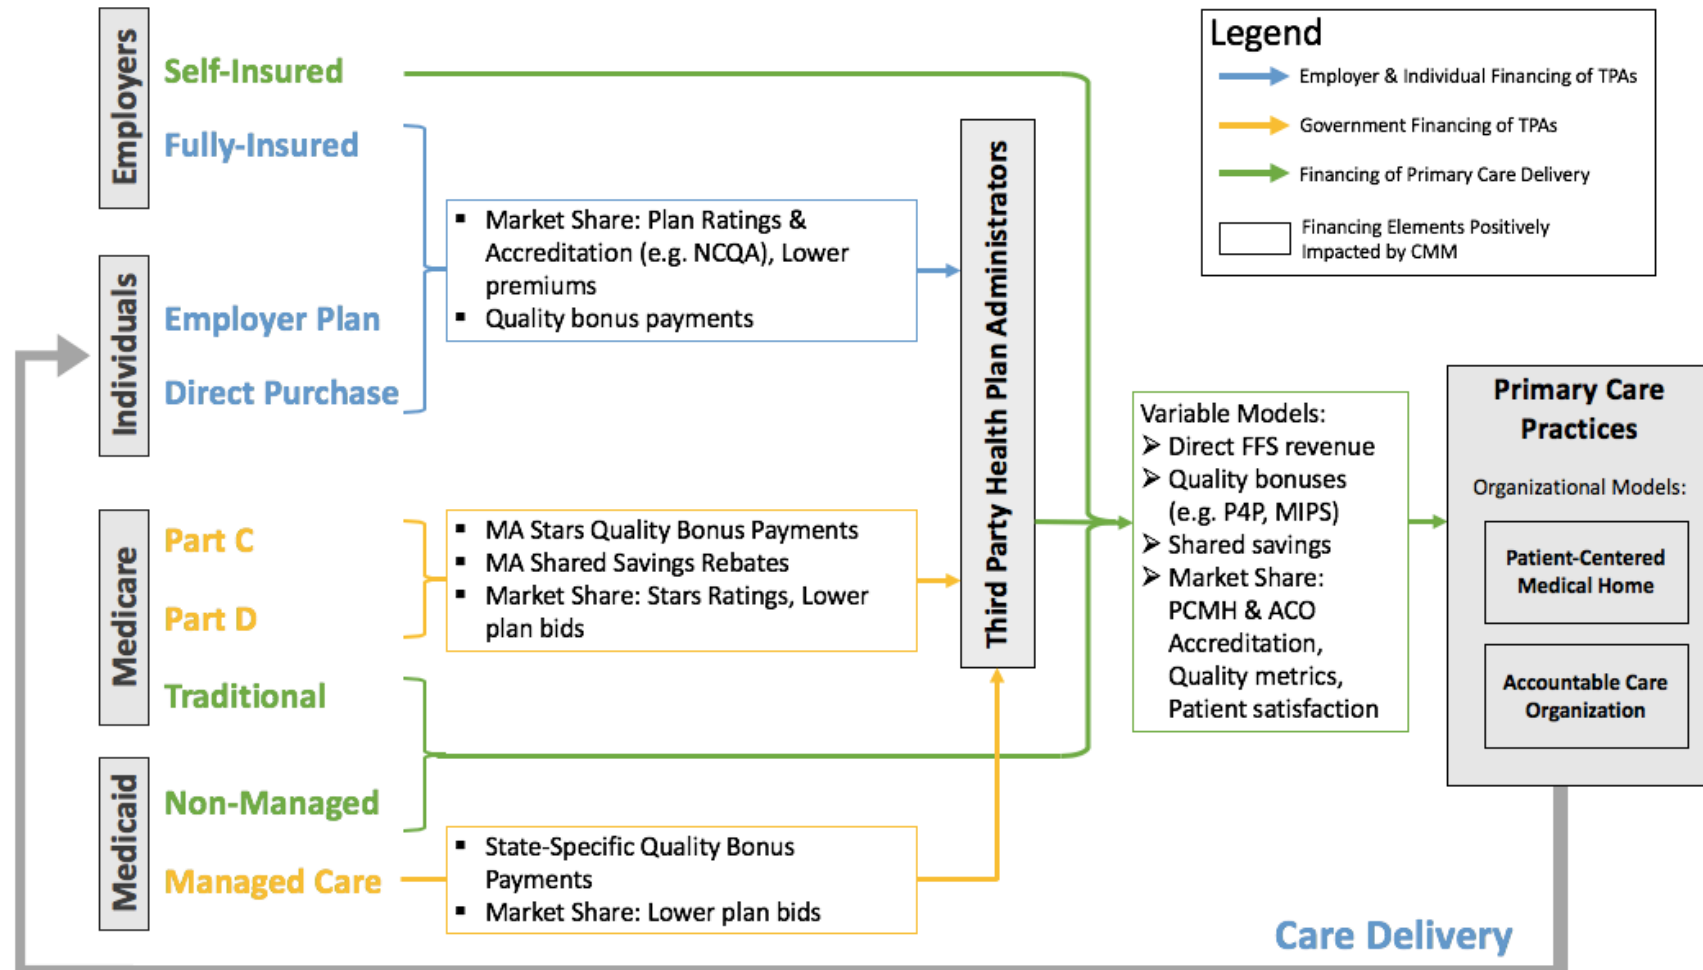 Employers
Self-Insured
Fully-Insured
Individuals
Employer Plan
Direct Purchase
Medicare
Part C
Part D
Traditional
Medicaid
Non-Managed
Managed Care
▪ Market Share: Plan Ratings &
Accreditation (e.g. NCQA), Lower
premiums
▪ Quality bonus payments
▪ MA Stars Quality Bonus Payments
▪ MA Shared Savings Rebates
▪ Market Share: Stars Ratings, Lower
plan bids
▪ State-Specific Quality Bonus
Payments
▪ Market Share: Lower plan bids
Third Party Health Plan Administrators
Variable Models:
➢ Direct FFS revenue
➢ Quality bonuses
(e.g. P4P, MIPS)
➢ Shared savings
➢ Market Share:
PCMH & ACO
Accreditation,
Quality metrics,
Patient satisfaction
Legend
Employer & Individual Financing of TPAs
Government Financing of TPAs
Financing of Primary Care Delivery
Financing Elements Positively
Impacted by CMM
Primary Care
Practices
Organizational Models:
Patient-Centered
Medical Home
Accountable Care
Organization
Care Delivery